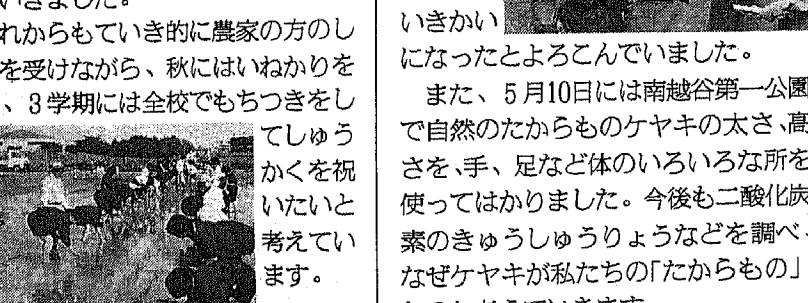 いきました。
れからもていき的に農家の方のし
を受けながら、秋にはいねかりを
、3学期には全校でもちつきをし
てしゅう
かくを祝
いたいと
考えてい
ます。
いきかい
になったとよろこんでいました。
また、5月10日には南越谷第一公園
で自然のたからものケヤキの太さ、高
さを、手、足など体のいろいろな所を
使ってはかりました。今後も二酸化炭
素のきゅうしゅうりょうなどを調べ、
なぜケヤキが私たちの「たからもの」